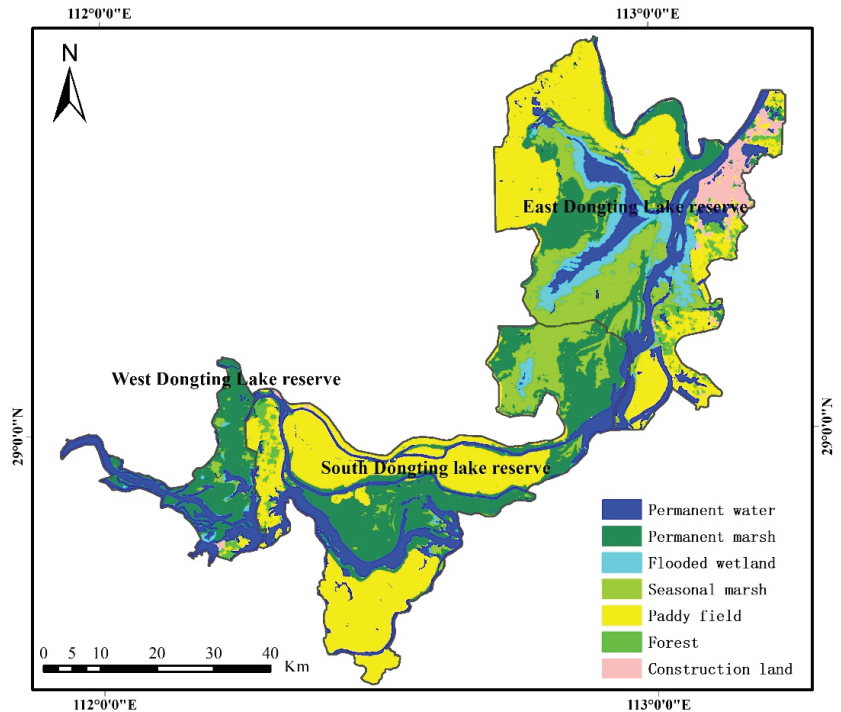 112°0'0"E
113°0'0"E
N
East Dongting Lake reserve
West Dongting Lake reserve
29°0'0"N
29°0'0"N
South Dongting lake reserve
Permanent water
Permanent marsh
Flooded wetland
Seasonal marsh
Paddy field
Forest
Construction land
0 5 10 20 30 40
Km
112°0'0"E
113°0'0"E